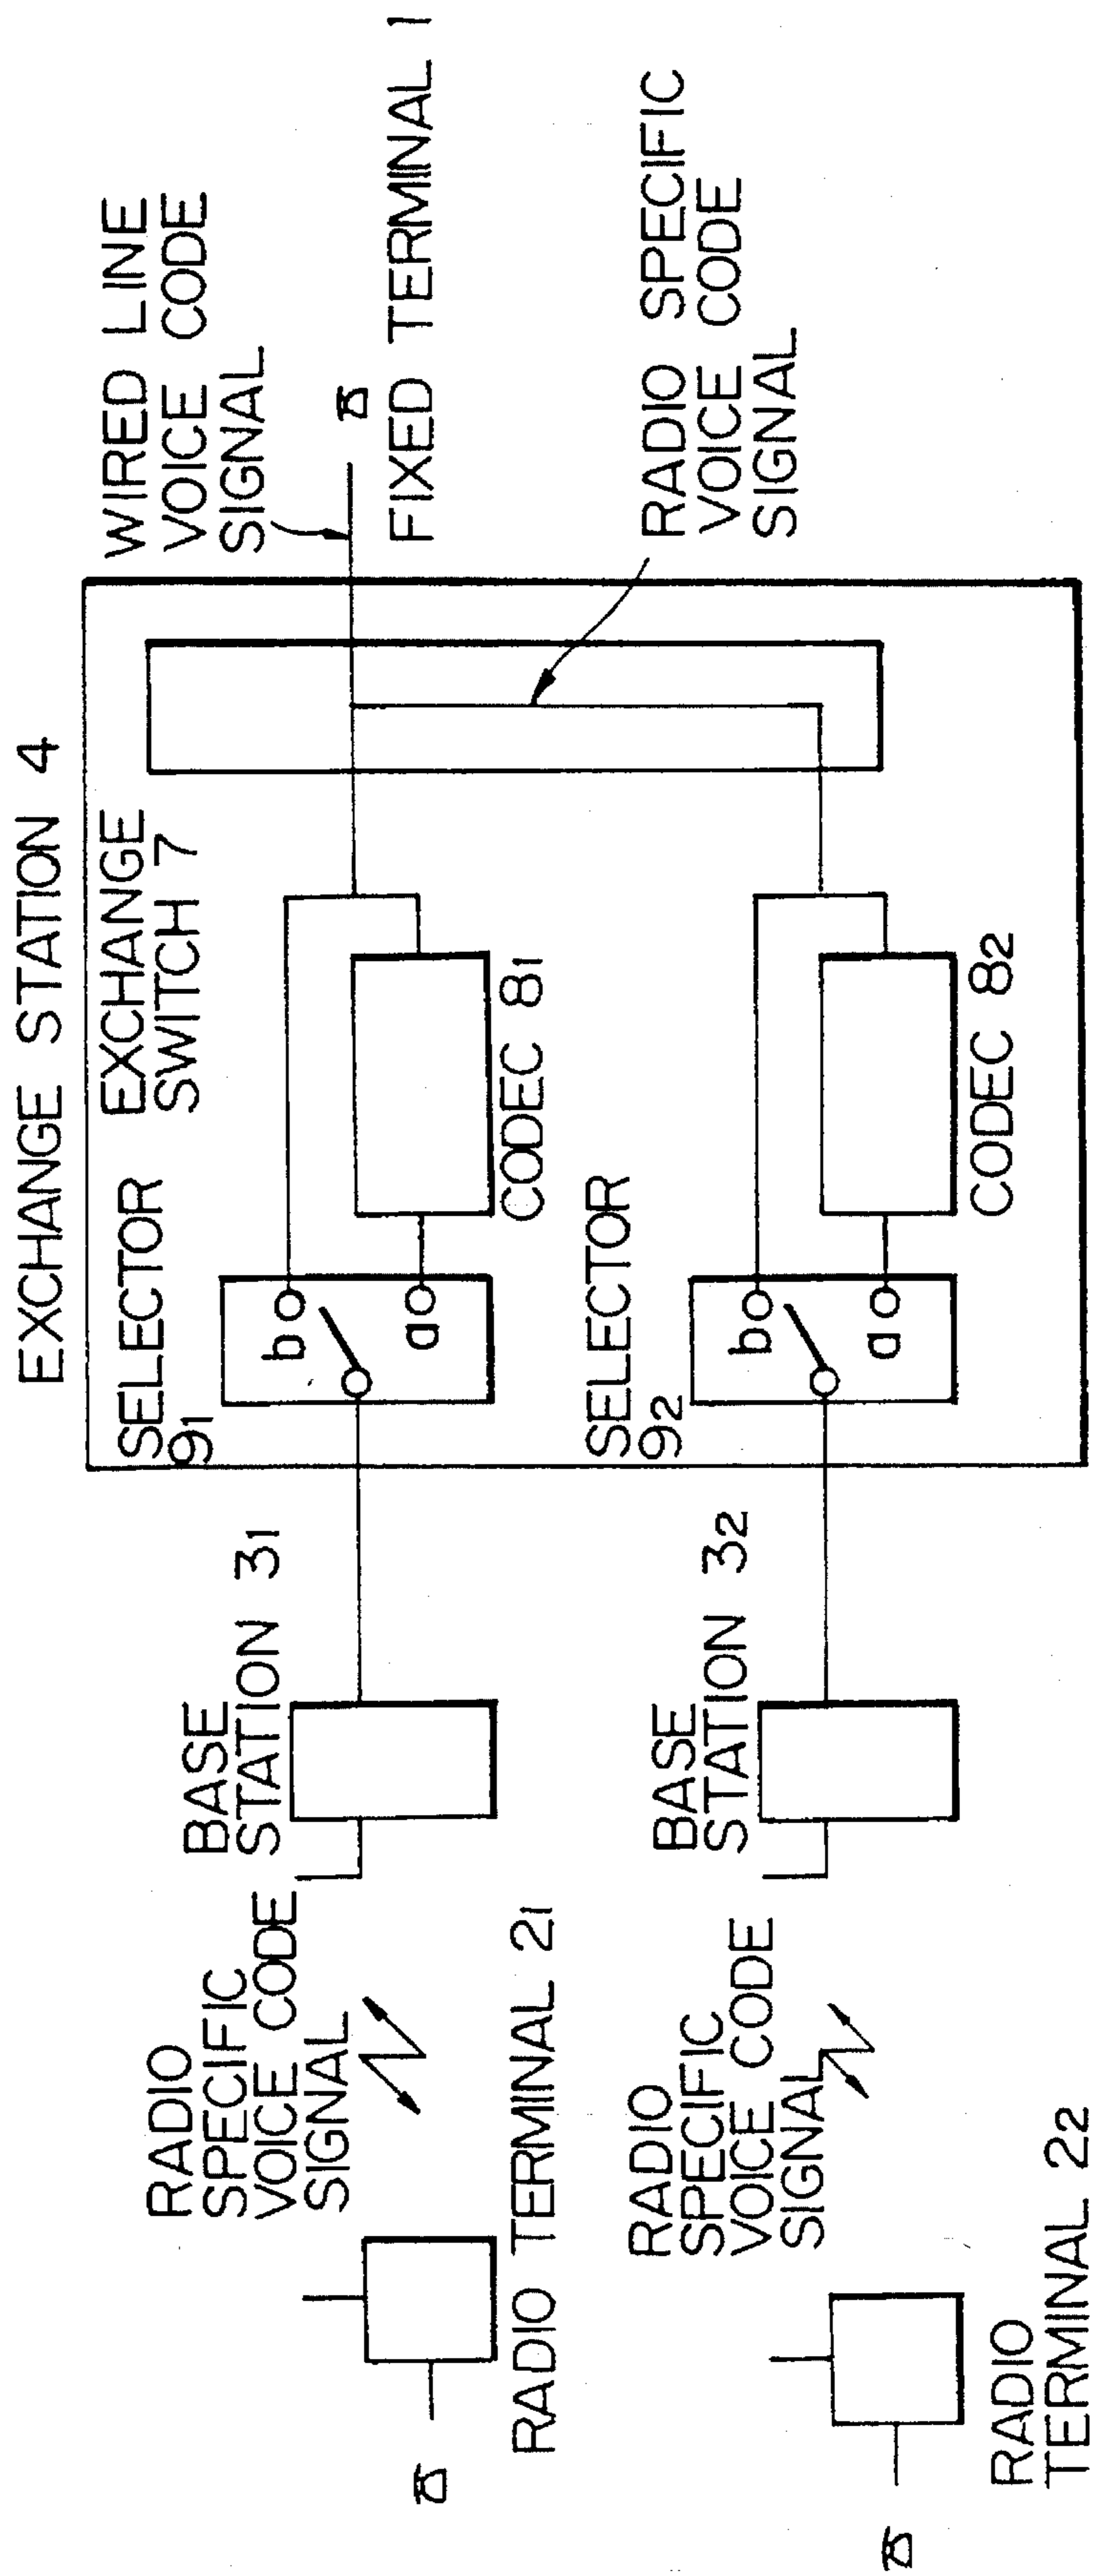 EXCHANGE STATION 4
SELECTOR
91
EXCHANGE
SWITCH 7
b
a
CODEC 81
SELECTOR
92
b
a
CODEC 82
WIRED LINE
VOICE CODE
SIGNAL
FIXED TERMINAL 1
RADIO SPECIFIC
VOICE CODE
SIGNAL
BASE
STATION 31
BASE
STATION 32
RADIO
SPECIFIC
VOICE CODE
SIGNAL
RADIO TERMINAL 21
RADIO
SPECIFIC
VOICE CODE
SIGNAL
RADIO
TERMINAL 22